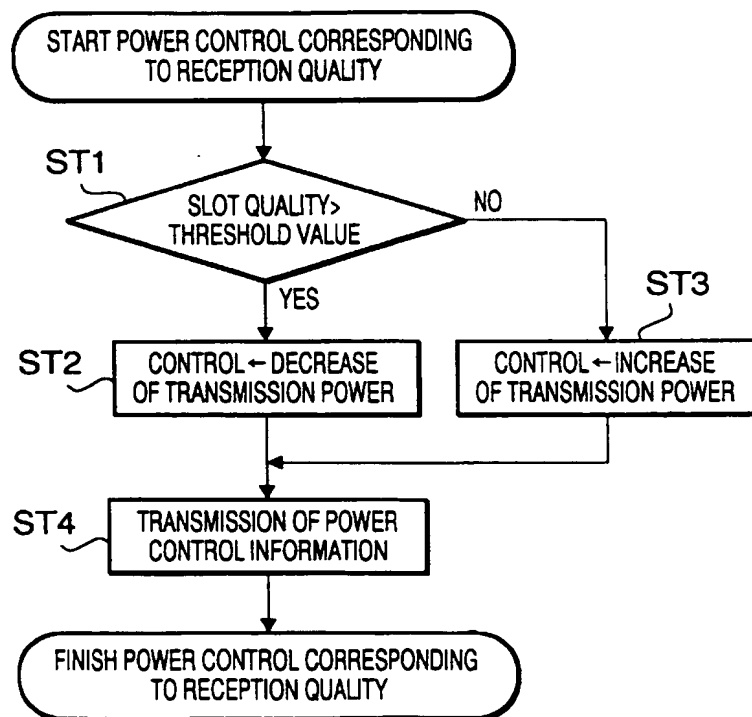 START POWER CONTROL CORRESPONDING
TO RECEPTION QUALITY
ST1
SLOT QUALITY>
THRESHOLD VALUE
NO
YES
ST3
ST2
CONTROL←DECREASE
OF TRANSMISSION POWER
CONTROL←INCREASE
OF TRANSMISSION POWER
ST4
TRANSMISSION OF POWER
CONTROL INFORMATION
FINISH POWER CONTROL CORRESPONDING
TO RECEPTION QUALITY